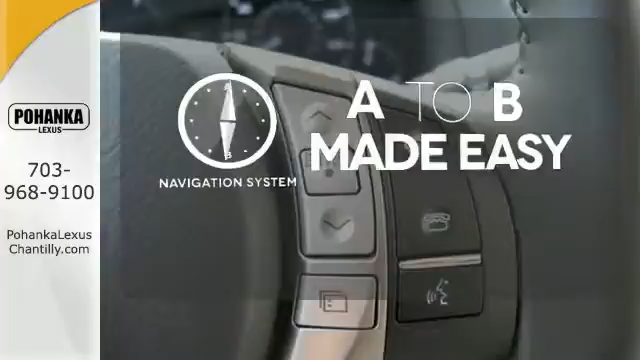 POHANKA
LEXUS
703-
968-9100
PohankaLexus
Chantilly.com
A
B
NAVIGATION SYSTEM
A TO B
MADE EASY